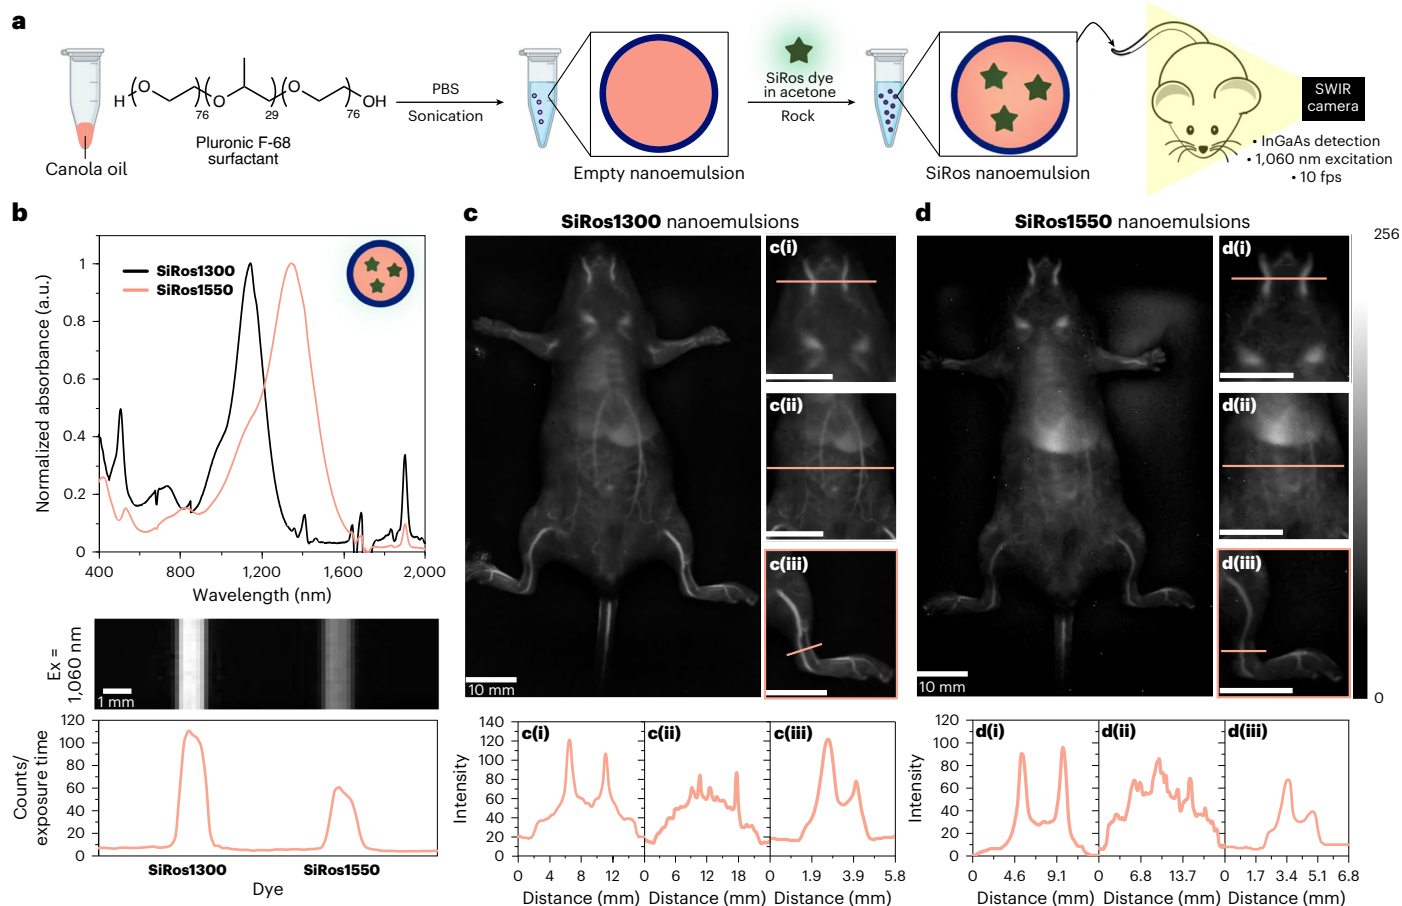 a
H
O
76
O
29
O
76
OH
Pluronic F-68
surfactant
Canola oil
PBS
Sonication
Empty nanoemulsion
SiRos dye
in acetone
Rock
SiRos nanoemulsion
SWIR
camera
• InGaAs detection
• 1,060 nm excitation
• 10 fps
b
Normalized absorbance (a.u.)
1
0.8
0.6
0.4
0.2
0
SiRos1300
SiRos1550
400
800
1,200
1,600
2,000
Wavelength (nm)
Ex =
1,060 nm
1 mm
Counts/
exposure time
120
100
80
60
40
20
0
SiRos1300
SiRos1550
Dye
c
SiRos1300 nanoemulsions
10 mm
c(i)
c(ii)
c(iii)
Intensity
140
120
100
80
60
40
20
0
c(i)
c(ii)
c(iii)
0
4
8
12
0
6
12
18
0
1.9
3.9
5.8
Distance (mm)
Distance (mm)
Distance (mm)
d
SiRos1550 nanoemulsions
10 mm
d(i)
d(ii)
d(iii)
256
0
Intensity
120
100
80
60
40
20
0
d(i)
d(ii)
d(iii)
0
4.6
9.1
0
6.8
13.7
0
1.7
3.4
5.1
6.8
Distance (mm)
Distance (mm)
Distance (mm)